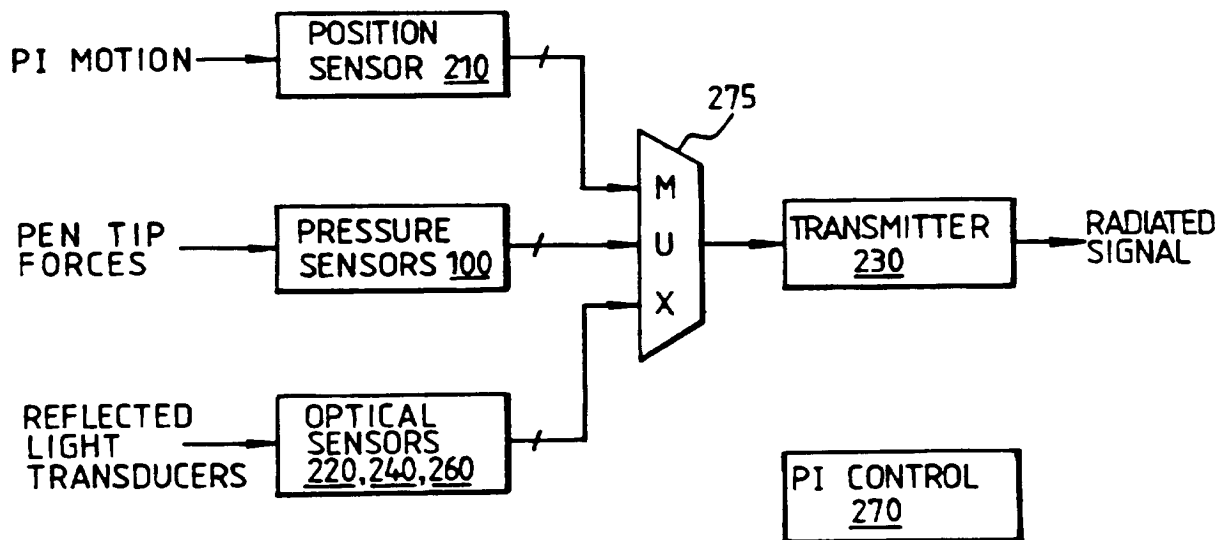 PI MOTION
POSITION
SENSOR 210
275
PEN TIP
FORCES
PRESSURE
SENSORS 100
M
U
X
TRANSMITTER
230
RADIATED
SIGNAL
REFLECTED
LIGHT
TRANSDUCERS
OPTICAL
SENSORS
220, 240, 260
PI CONTROL
270